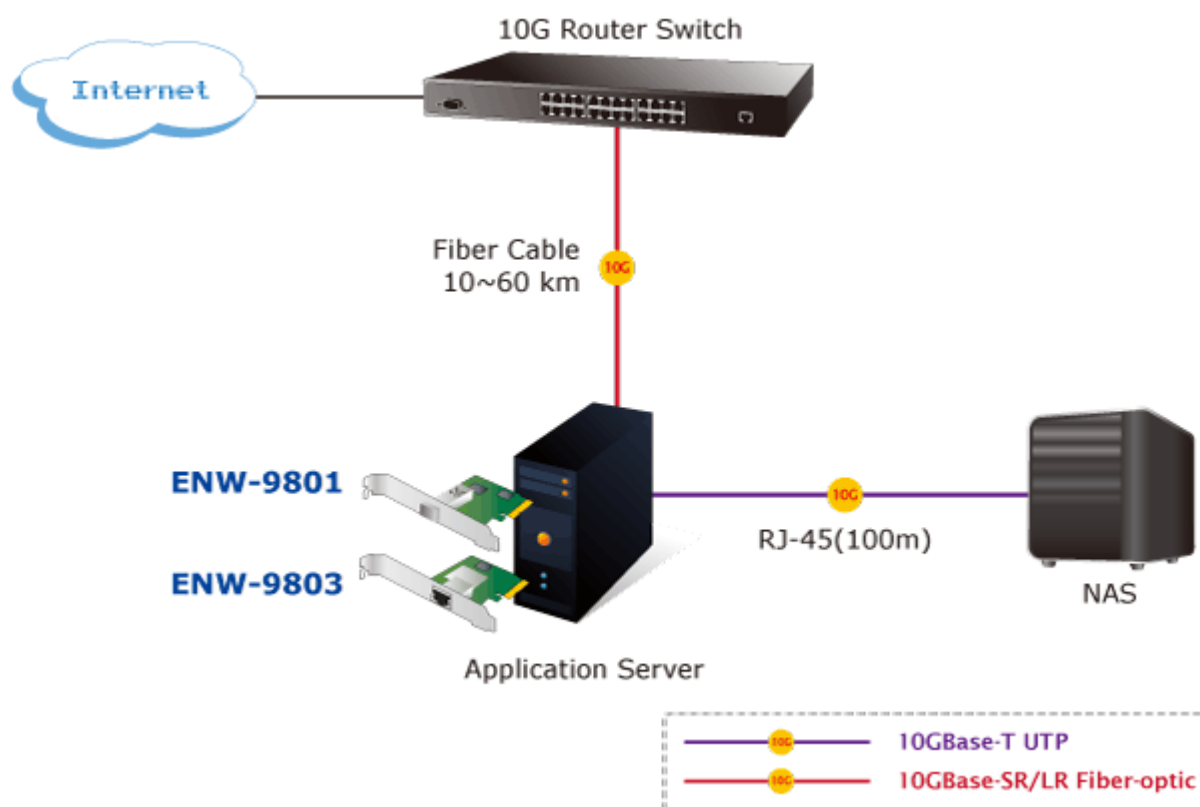 10G Router Switch
Internet
Fiber Cable
10~60 km
10G
ENW-9801
ENW-9803
10G
RJ-45(100m)
NAS
Application Server
10G
10GBase-T UTP
10G
10GBase-SR/LR Fiber-optic